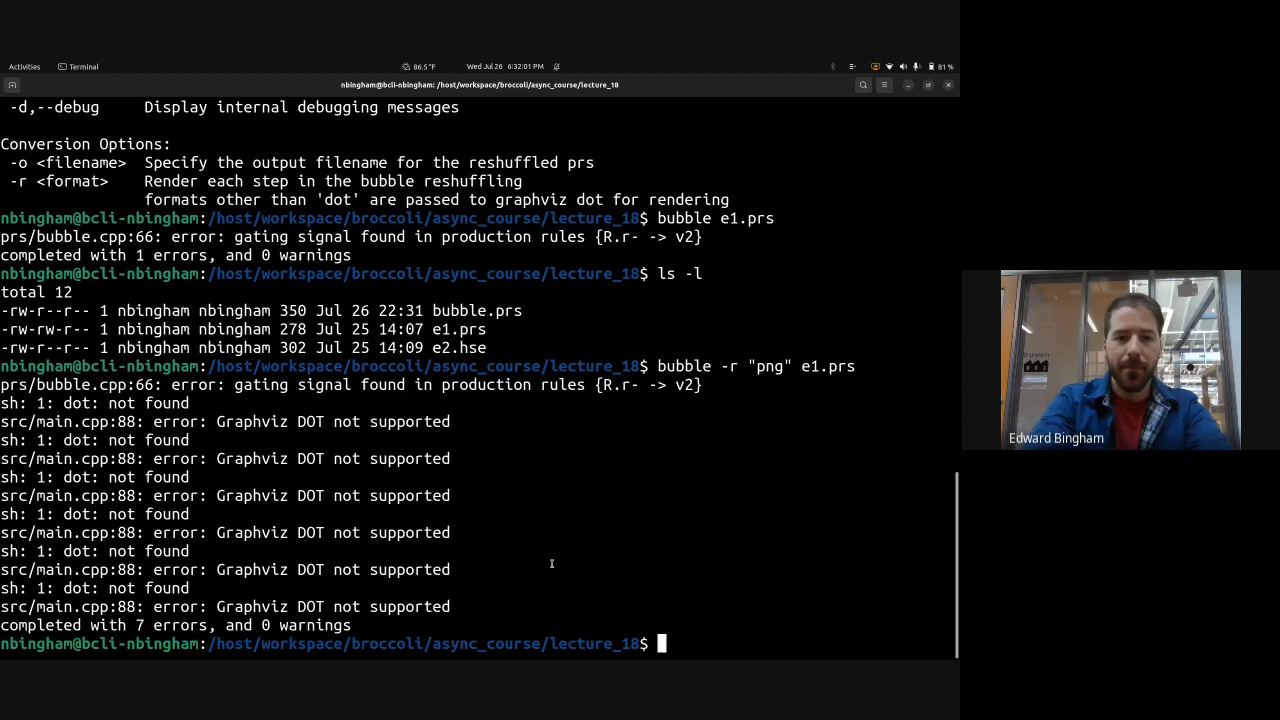 Activities Terminal 86.5 °F Wed Jul 26 6:32:01 PM 81 %
nbingham@bcli-nbingham: /host/workspace/broccoli/async_course/lecture_18
-d,--debug Display internal debugging messages
Conversion Options:
-o <filename> Specify the output filename for the reshuffled prs
-r <format> Render each step in the bubble reshuffling
formats other than 'dot' are passed to graphviz dot for rendering
nbingham@bcli-nbingham:/host/workspace/broccoli/async_course/lecture_18$ bubble e1.prs
prs/bubble.cpp:66: error: gating signal found in production rules {R.r- -> v2}
completed with 1 errors, and 0 warnings
nbingham@bcli-nbingham:/host/workspace/broccoli/async_course/lecture_18$ ls -l
total 12
-rw-r--r-- 1 nbingham nbingham 350 Jul 26 22:31 bubble.prs
-rw-rw-r-- 1 nbingham nbingham 278 Jul 25 14:07 e1.prs
-rw-r--r-- 1 nbingham nbingham 302 Jul 25 14:09 e2.hse
nbingham@bcli-nbingham:/host/workspace/broccoli/async_course/lecture_18$ bubble -r "png" e1.prs
prs/bubble.cpp:66: error: gating signal found in production rules {R.r- -> v2}
sh: 1: dot: not found
src/main.cpp:88: error: Graphviz DOT not supported
sh: 1: dot: not found
src/main.cpp:88: error: Graphviz DOT not supported
sh: 1: dot: not found
src/main.cpp:88: error: Graphviz DOT not supported
sh: 1: dot: not found
src/main.cpp:88: error: Graphviz DOT not supported
sh: 1: dot: not found
src/main.cpp:88: error: Graphviz DOT not supported
sh: 1: dot: not found
src/main.cpp:88: error: Graphviz DOT not supported
completed with 7 errors, and 0 warnings
nbingham@bcli-nbingham:/host/workspace/broccoli/async_course/lecture_18$
Edward Bingham